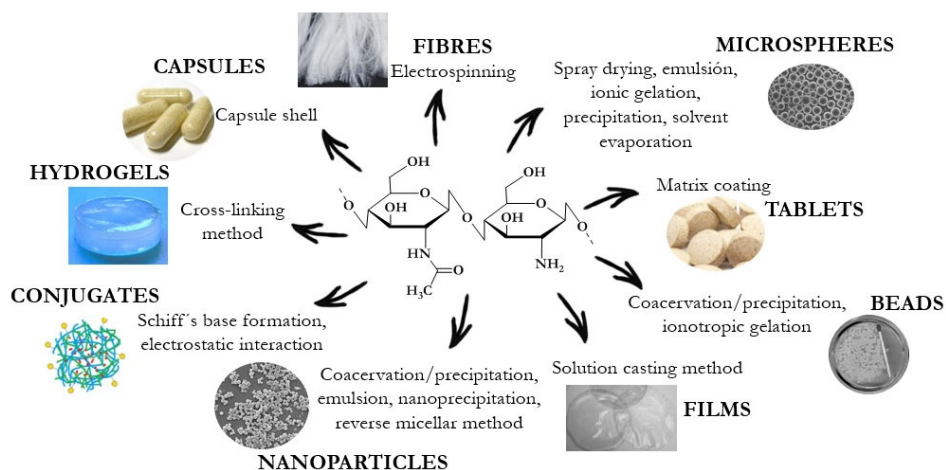 FIBRES
Electrospinning
MICROSPHERES
Spray drying, emulsión,
ionic gelation,
precipitation, solvent
evaporation
CAPSULES
Capsule shell
HYDROGELS
Cross-linking
method
Matrix coating
TABLETS
OH
O
O
OH
HN
O
H₃C
O
OH
O
OH
NH₂
O
CONJUGATES
Schiff´s base formation,
electrostatic interaction
Coacervation/precipitation,
ionotropic gelation
BEADS
Coacervation/precipitation,
emulsion, nanoprecipitation,
reverse micellar method
NANOPARTICLES
Solution casting method
FILMS